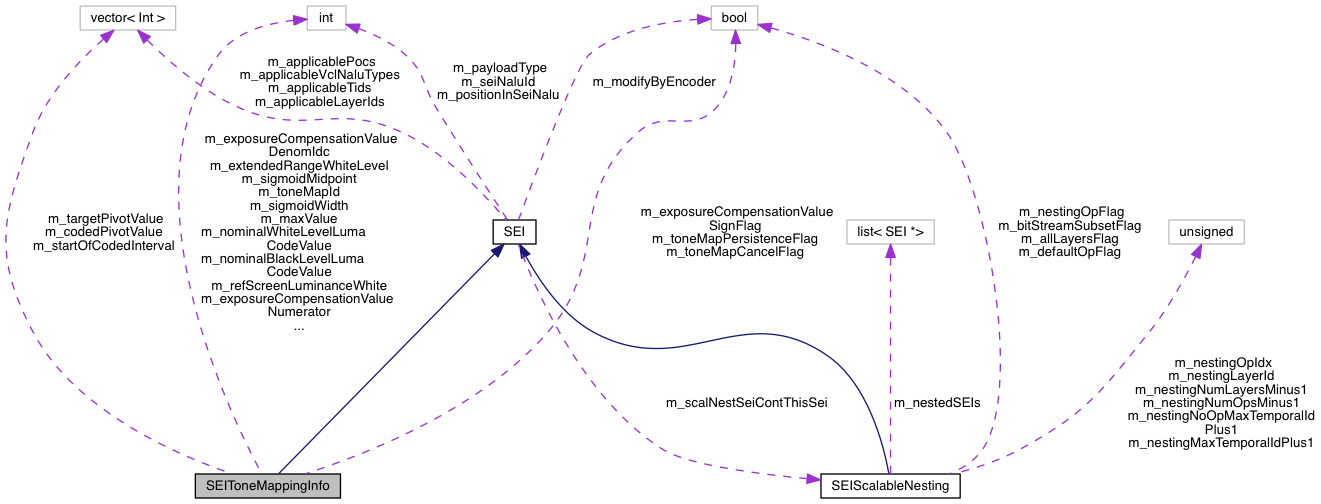 vector< Int >
int
bool
m_applicablePocs
m_applicableVclNaluTypes
m_applicableTids
m_applicableLayerIds
m_payloadType
m_seiNaluId
m_positionInSeiNalu
m_modifyByEncoder
m_exposureCompensationValue
DenomIdc
m_extendedRangeWhiteLevel
m_sigmoidMidpoint
m_toneMapId
m_sigmoidWidth
m_maxValue
m_nominalWhiteLevelLuma
CodeValue
m_nominalBlackLevelLuma
CodeValue
m_refScreenLuminanceWhite
m_exposureCompensationValue
Numerator
...
m_targetPivotValue
m_codedPivotValue
m_startOfCodedInterval
SEI
m_exposureCompensationValue
SignFlag
m_toneMapPersistenceFlag
m_toneMapCancelFlag
list< SEI *>
m_nestingOpFlag
m_bitStreamSubsetFlag
m_allLayersFlag
m_defaultOpFlag
unsigned
m_scalNestSeiContThisSei
m_nestedSEIs
m_nestingOpIdx
m_nestingLayerId
m_nestingNumLayersMinus1
m_nestingNumOpsMinus1
m_nestingNoOpMaxTemporalId
Plus1
m_nestingMaxTemporalIdPlus1
SEIToneMappingInfo
SEIScalableNesting